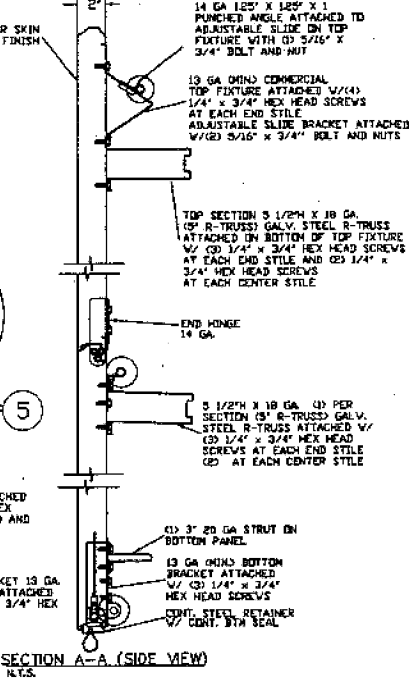 2"
14 GA 1.25" X 1.25" X 1
PUNCHED ANGLE ATTACHED TO
ADJUSTABLE SLIDE ON TOP
FIXTURE WITH (1) 5/16" X
3/4" BOLT AND NUT
R SKIN
FINISH
13 GA (MIN) COMMERCIAL
TOP FIXTURE ATTACHED W/(4)
1/4" x 3/4" HEX HEAD SCREWS
AT EACH END STILE
ADJUSTABLE SLIDE BRACKET ATTACHED
W/(2) 5/16" x 3/4" BOLT AND NUTS
TOP SECTION 5 1/2"H X 18 GA.
(5" R-TRUSS) GALV. STEEL R-TRUSS
ATTACHED ON BOTTOM OF TOP FIXTURE
W/ (3) 1/4" x 3/4" HEX HEAD SCREWS
AT EACH END STILE AND (2) 1/4" x
3/4" HEX HEAD SCREWS
AT EACH CENTER STILE
END HINGE
14 GA.
5
5 1/2"H X 18 GA. (1) PER
SECTION (5" R-TRUSS) GALV.
STEEL R-TRUSS ATTACHED W/
(3) 1/4" x 3/4" HEX HEAD
SCREWS AT EACH END STILE
(2) AT EACH CENTER STILE
CHED
EX
AND
(1) 3" 20 GA STRUT ON
BOTTOM PANEL
13 GA (MIN.) BOTTOM
BRACKET ATTACHED
W/ (3) 1/4" x 3/4"
HEX HEAD SCREWS
KET 13 GA.
ATTACHED
3/4" HEX
CONT. STEEL RETAINER
W/ CONT. BTM SEAL
SECTION A-A (SIDE VIEW)
N.T.S.